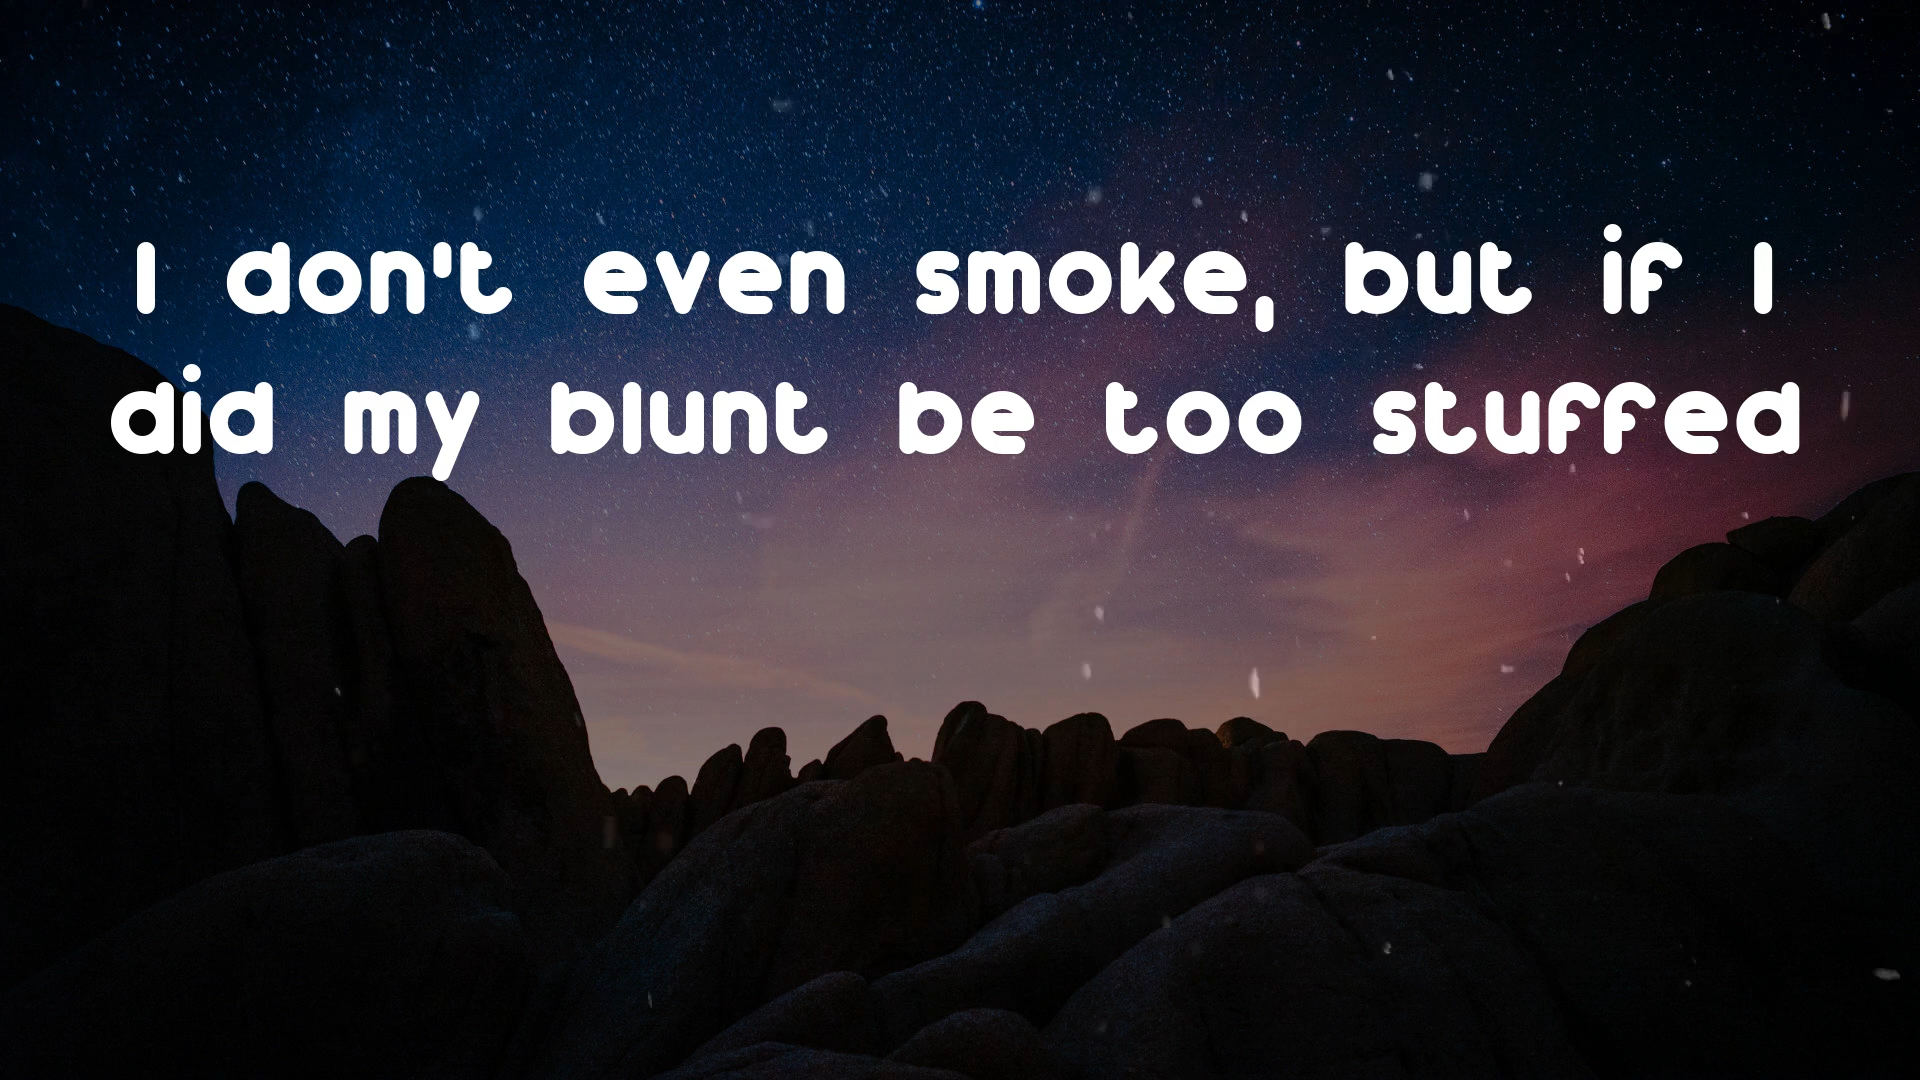 I don't even smoke, but if I
did my blunt be too stuffed